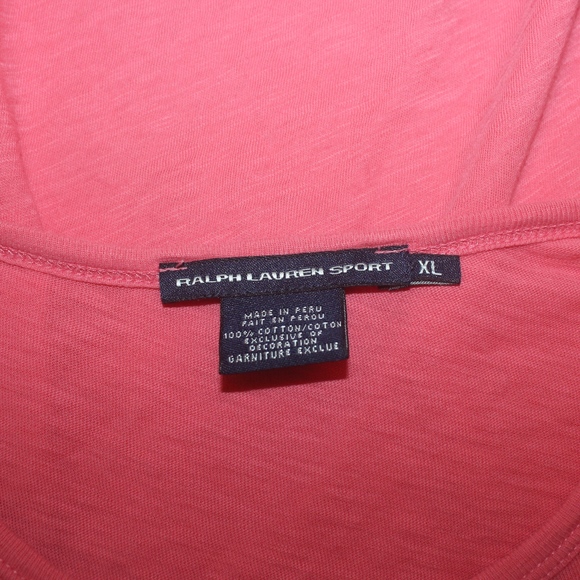 RALPH LAUREN SPORT XL
MADE IN PERU
FAIT EN PEROU
100% COTTON/COTON
EXCLUSIVE OF
DECORATION
GARNITURE EXCLUE